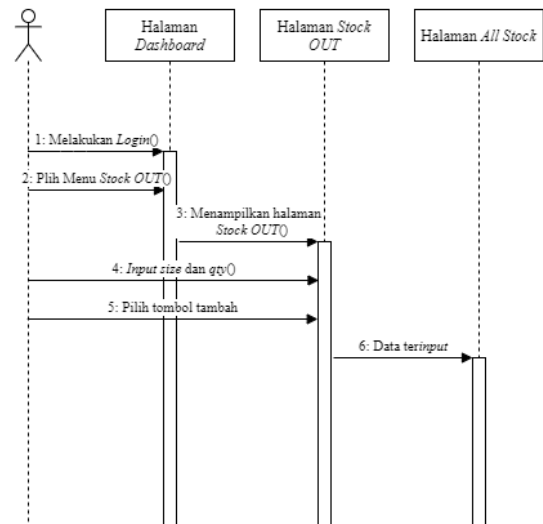 Halaman
Dashboard
Halaman Stock
OUT
Halaman All Stock
1: Melakukan Login()
2: Plih Menu Stock OUT()
3: Menampilkan halaman
Stock OUT()
4: Input size dan qty()
5: Pilih tombol tambah
6: Data terinput